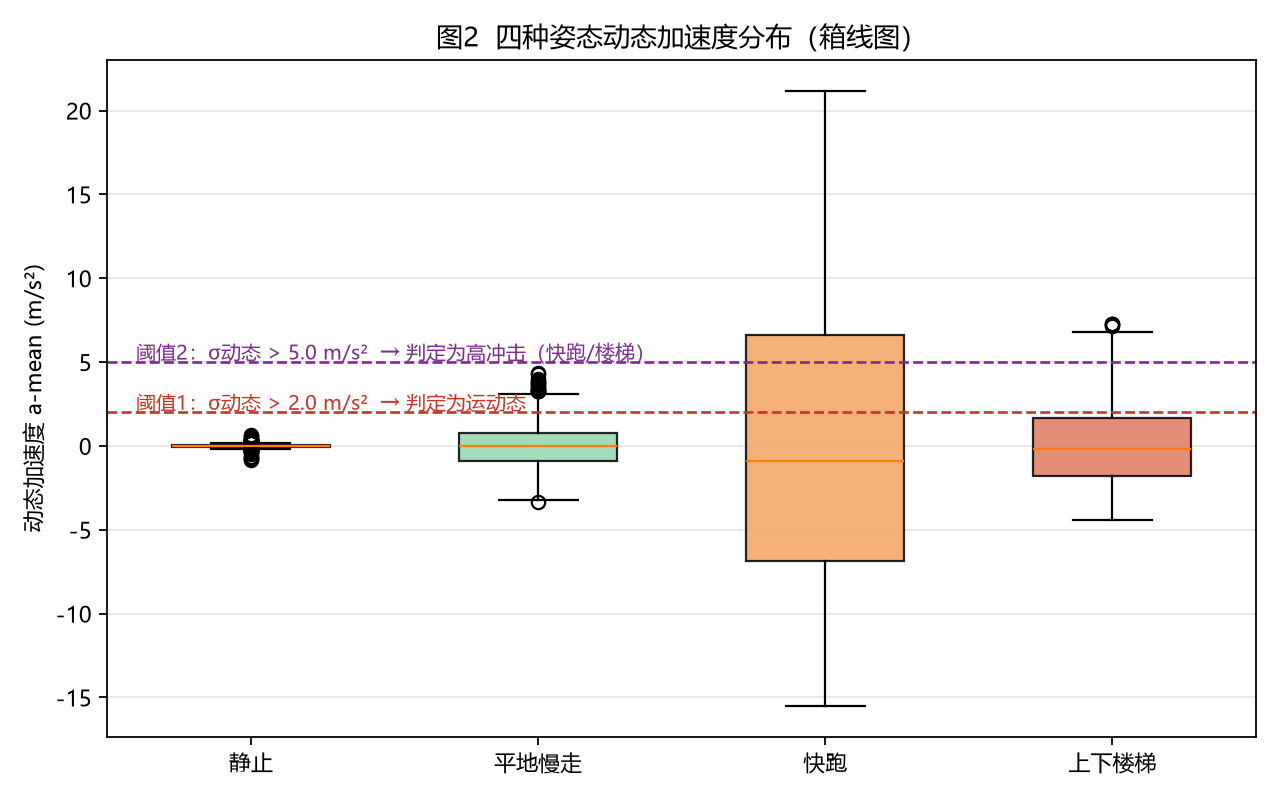 图2  四种姿态动态加速度分布（箱线图）
动态加速度 a-mean (m/s²)
20
15
10
5
0
-5
-10
-15
阈值2：σ动态 > 5.0 m/s² → 判定为高冲击（快跑/楼梯）
阈值1：σ动态 > 2.0 m/s² → 判定为运动态
静止
平地慢走
快跑
上下楼梯